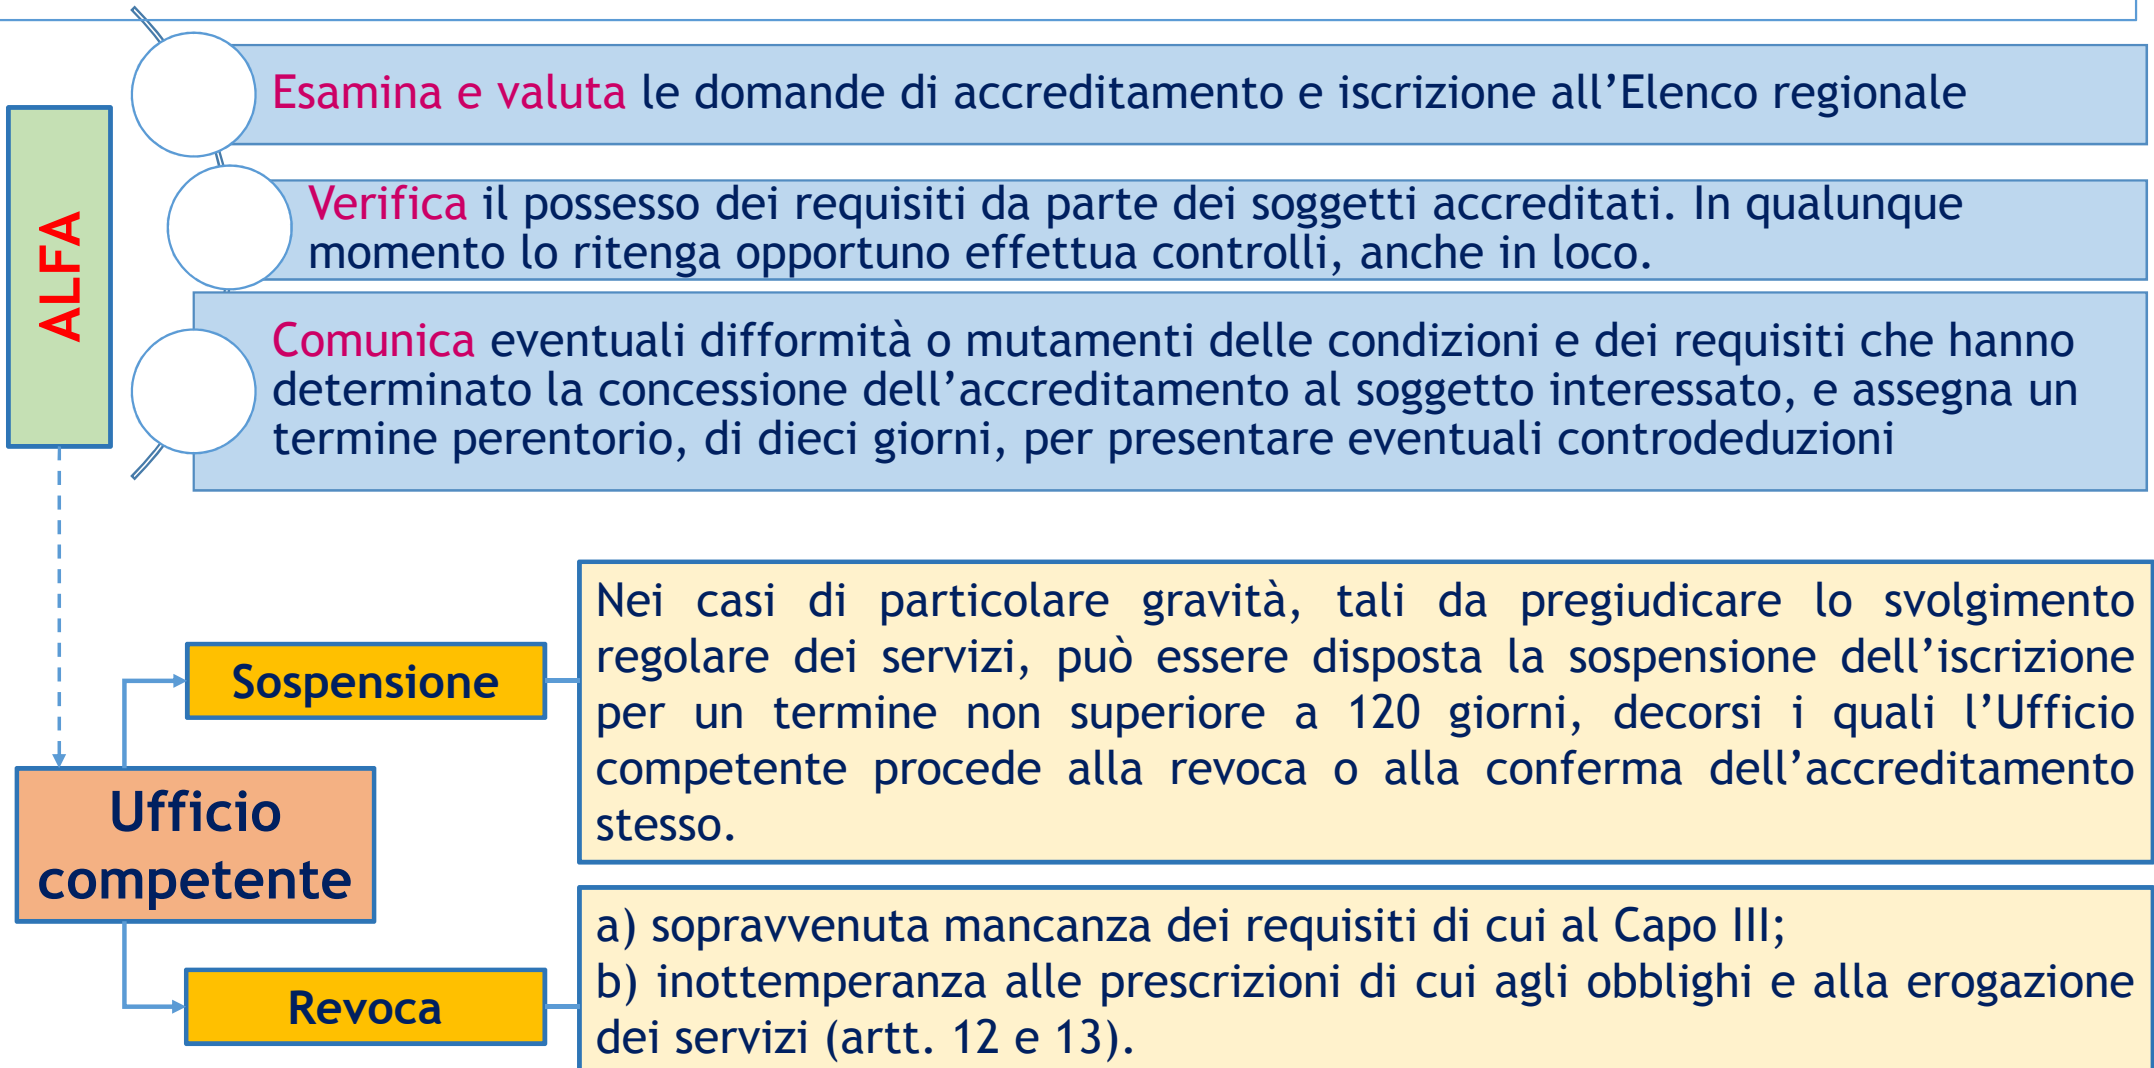 Esamina e valuta le domande di accreditamento e iscrizione all’Elenco regionale
ALFA
Verifica il possesso dei requisiti da parte dei soggetti accreditati. In qualunque
momento lo ritenga opportuno effettua controlli, anche in loco.
Comunica eventuali difformità o mutamenti delle condizioni e dei requisiti che hanno
determinato la concessione dell’accreditamento al soggetto interessato, e assegna un
termine perentorio, di dieci giorni, per presentare eventuali controdeduzioni
Sospensione
Nei casi di particolare gravità, tali da pregiudicare lo svolgimento
regolare dei servizi, può essere disposta la sospensione dell’iscrizione
per un termine non superiore a 120 giorni, decorsi i quali l’Ufficio
competente procede alla revoca o alla conferma dell’accreditamento
stesso.
Ufficio
competente
Revoca
a) sopravvenuta mancanza dei requisiti di cui al Capo III;
b) inottemperanza alle prescrizioni di cui agli obblighi e alla erogazione
dei servizi (artt. 12 e 13).